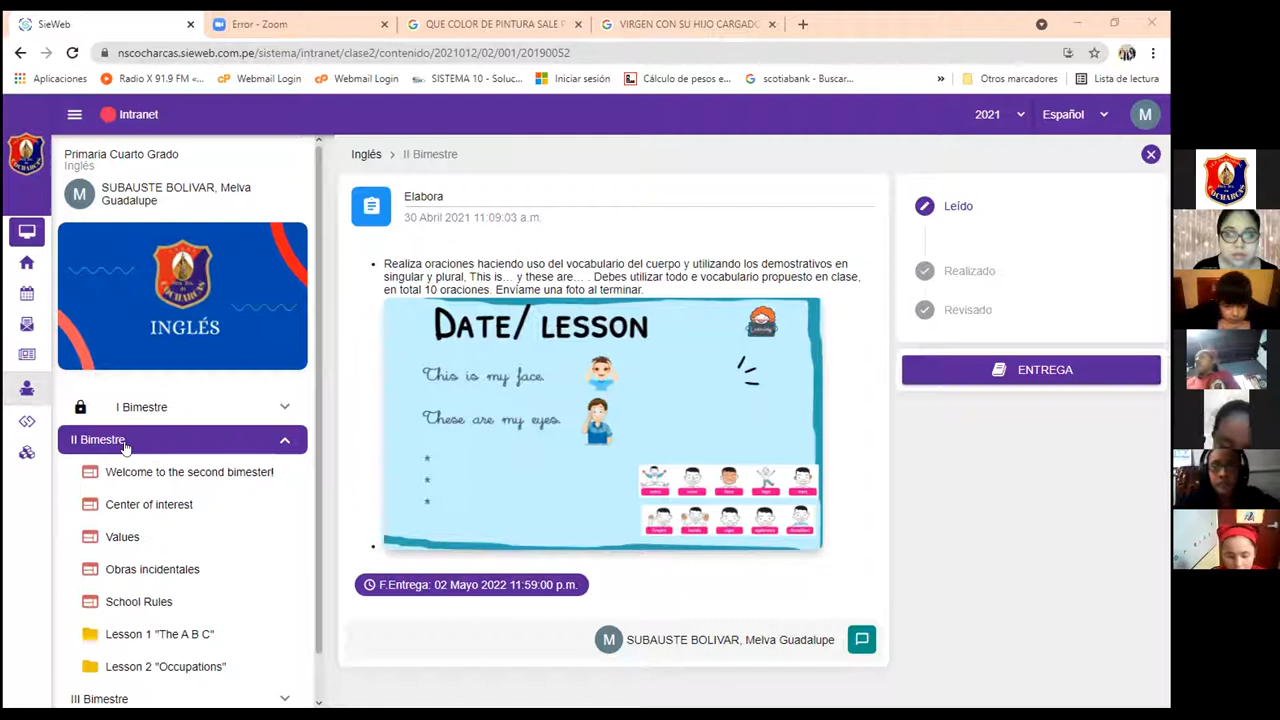 SieWeb
Error - Zoom
QUE COLOR DE PINTURA SALE P
VIRGEN CON SU HIJO CARGADO
nscocharcas.sieweb.com.pe/sistema/intranet/clase2/contenido/2021012/02/001/20190052
Aplicaciones
Radio X 91.9 FM «...
Webmail Login
Webmail Login
SISTEMA 10 - Soluc...
Iniciar sesión
Cálculo de pesos e...
scotiabank - Buscar...
»
Otros marcadores
Lista de lectura
Intranet
2021
Español
M
Primaria Cuarto Grado
Inglés
M
SUBAUSTE BOLIVAR, Melva
Guadalupe
INGLÉS
I Bimestre
II Bimestre
Welcome to the second bimester!
Center of interest
Values
Obras incidentales
School Rules
Lesson 1 "The A B C"
Lesson 2 "Occupations"
III Bimestre
Inglés > II Bimestre
Elabora
30 Abril 2021 11:09:03 a.m.
• Realiza oraciones haciendo uso del vocabulario del cuerpo y utilizando los demostrativos en
singular y plural, This is... y these are... . Debes utilizar todo e vocabulario propuesto en clase,
en total 10 oraciones. Enviame una foto al terminar.
DATE/ LESSON
This is my face.
These are my eyes.
*
*
*
F.Entrega: 02 Mayo 2022 11:59:00 p.m.
M SUBAUSTE BOLIVAR, Melva Guadalupe
Leído
Realizado
Revisado
ENTREGA
COCHARCAS